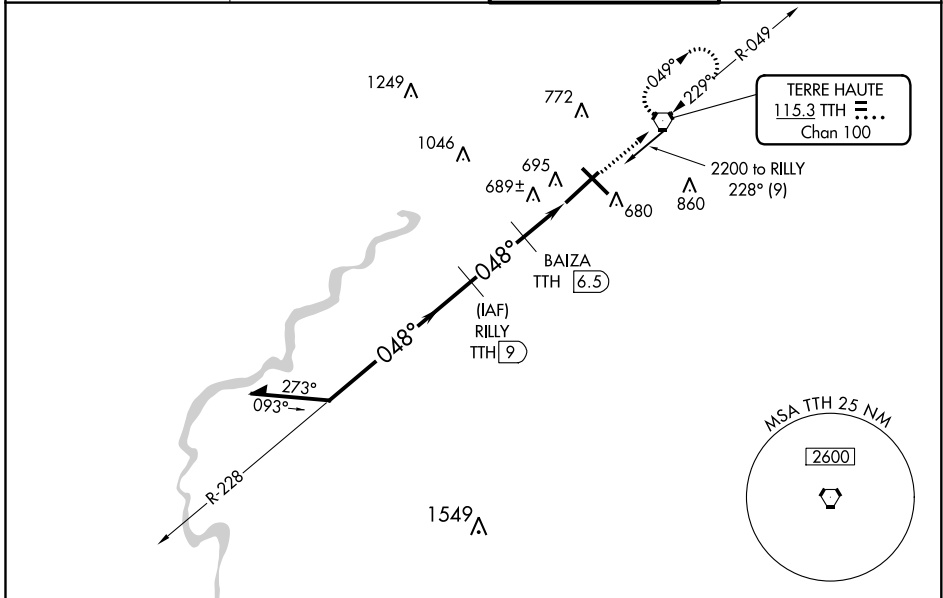 R-049
049°
229°
1249
772
TERRE HAUTE
115.3 TTH
Chan 100
1046
695
689±
2200 to RILLY
228° (9)
680
860
048°
BAIZA
TTH 6.5
(IAF)
RILLY
TTH 9
048°
273°
093°
MSA TTH 25 NM
2600
R-228
1549